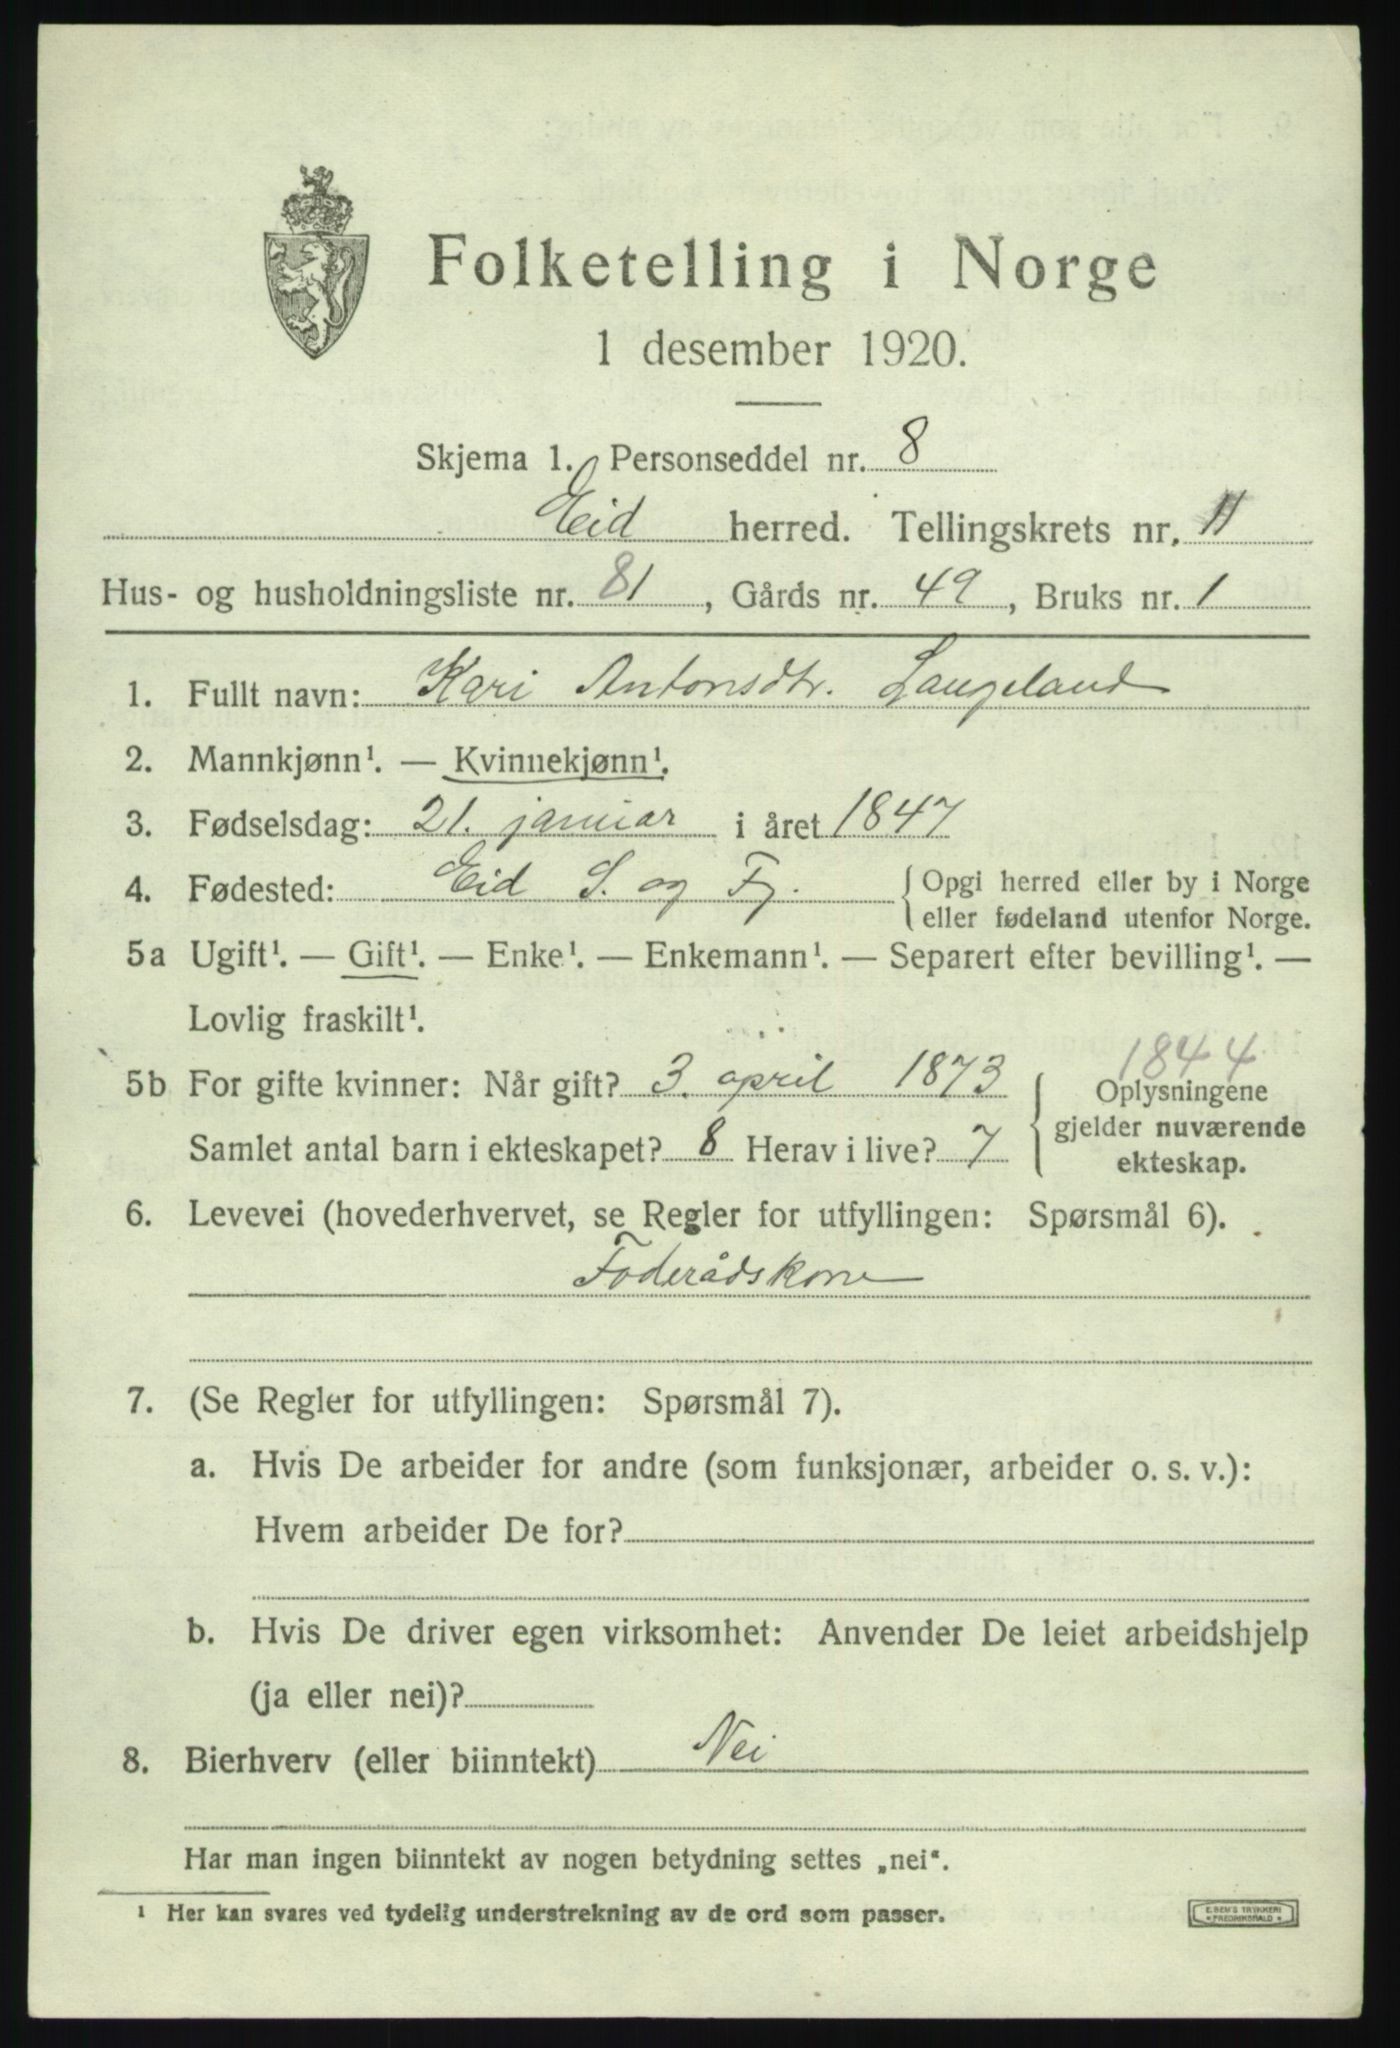 Folketelling i Norge
1 desember 1920.
Skjema 1. Personseddel nr. 8
Eid herred. Tellingskrets nr. 11
Hus- og husholdningsliste nr. 81, Gårds nr. 49, Bruks nr. 1
1. Fullt navn: Kari Antonsdtr. Langeland
2. Mannkjønn¹. — Kvinnekjønn¹.
3. Fødselsdag: 21. januar i året 1847
4. Fødested: Eid S. og Fj. { Opgi herred eller by i Norge
eller fødeland utenfor Norge.
5a Ugift¹. — Gift¹. — Enke¹. — Enkemann¹. — Separert efter bevilling¹. —
Lovlig fraskilt¹.
1844
5b For gifte kvinner: Når gift? 3. april 1873 { Oplysningene
gjelder nuværende
Samlet antal barn i ekteskapet? 8 Herav i live? 7
ekteskap.
6. Levevei (hovederhvervet, se Regler for utfyllingen: Spørsmål 6).
Foderådskone
7. (Se Regler for utfyllingen: Spørsmål 7).
a. Hvis De arbeider for andre (som funksjonær, arbeider o. s. v.):
Hvem arbeider De for?
b. Hvis De driver egen virksomhet: Anvender De leiet arbeidshjelp
(ja eller nei)?
8. Bierhverv (eller biinntekt) Nei
Har man ingen biinntekt av nogen betydning settes „nei“.
¹ Her kan svares ved tydelig understrekning av de ord som passer.
E. SEM'S TRYKKERI
FREDRIKSHALD